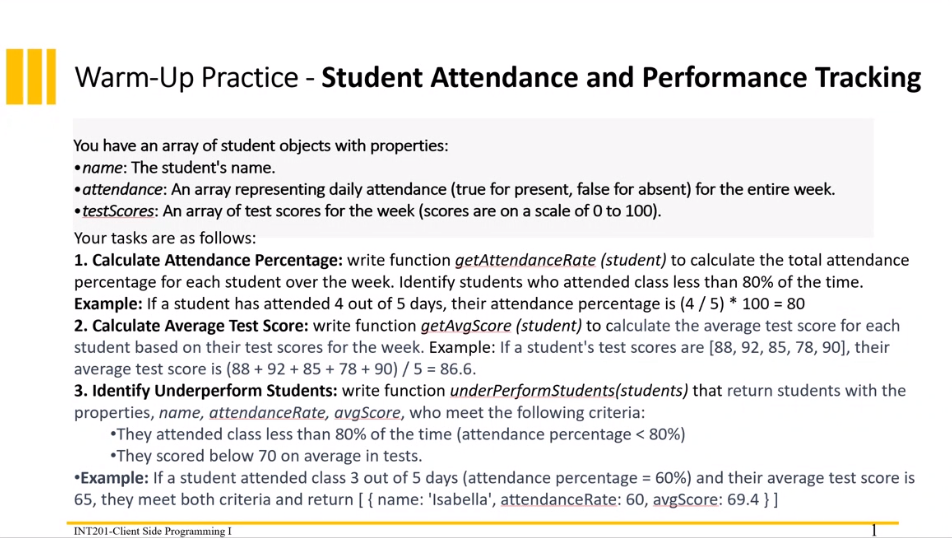 Warm-Up Practice - Student Attendance and Performance Tracking
You have an array of student objects with properties:
•name: The student's name.
•attendance: An array representing daily attendance (true for present, false for absent) for the entire week.
•testScores: An array of test scores for the week (scores are on a scale of 0 to 100).
Your tasks are as follows:
1. Calculate Attendance Percentage: write function getAttendanceRate (student) to calculate the total attendance
percentage for each student over the week. Identify students who attended class less than 80% of the time.
Example: If a student has attended 4 out of 5 days, their attendance percentage is (4 / 5) * 100 = 80
2. Calculate Average Test Score: write function getAvgScore (student) to calculate the average test score for each
student based on their test scores for the week. Example: If a student's test scores are [88, 92, 85, 78, 90], their
average test score is (88 + 92 + 85 + 78 + 90) / 5 = 86.6.
3. Identify Underperform Students: write function underPerformStudents(students) that return students with the
properties, name, attendanceRate, avgScore, who meet the following criteria:
•They attended class less than 80% of the time (attendance percentage < 80%)
•They scored below 70 on average in tests.
•Example: If a student attended class 3 out of 5 days (attendance percentage = 60%) and their average test score is
65, they meet both criteria and return [ { name: 'Isabella', attendanceRate: 60, avgScore: 69.4 } ]
INT201-Client Side Programming I
1